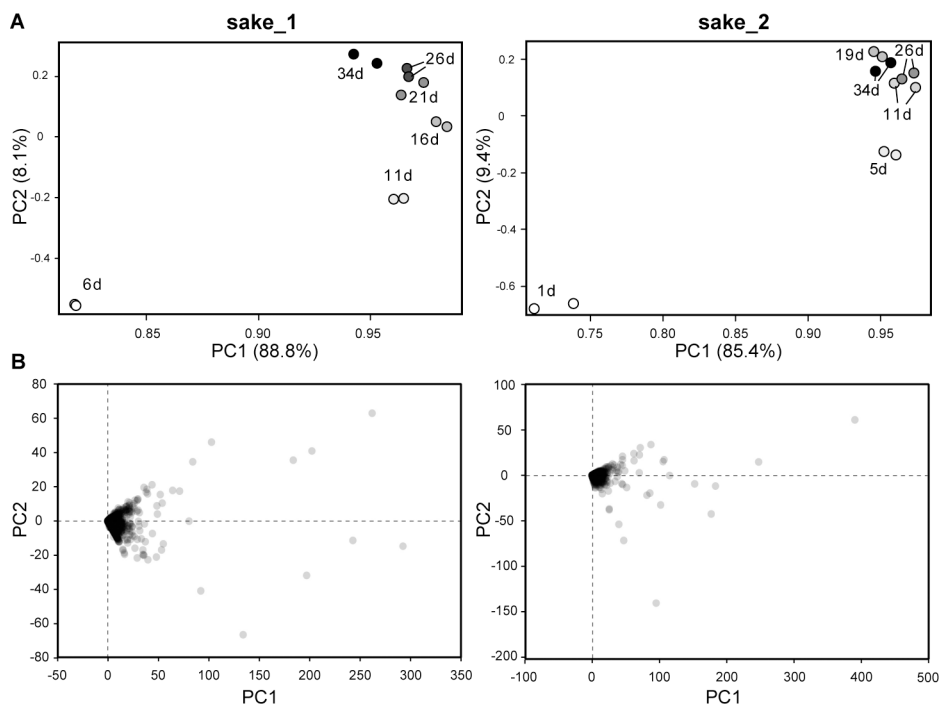 A
sake_1
sake_2
0.2
0
-0.2
-0.4
PC2 (8.1%)
34d
26d
21d
16d
11d
6d
0.85
0.90
0.95
PC1 (88.8%)
0.2
0
-0.2
-0.4
-0.6
PC2 (9.4%)
19d
26d
34d
11d
5d
1d
0.75
0.80
0.85
0.90
0.95
PC1 (85.4%)
B
80
60
40
20
0
-20
-40
-60
-80
PC2
-50
0
50
100
150
200
250
300
350
PC1
100
50
0
-50
-100
-150
-200
PC2
-100
0
100
200
300
400
500
PC1